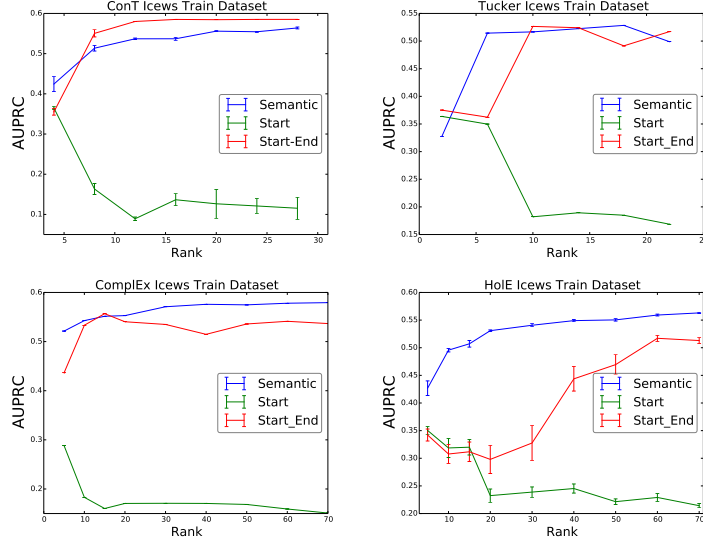 ConT Icews Train Dataset
0.6
0.5
0.4
0.3
0.2
0.1
AUPRC
Semantic
Start
Start-End
5 10 15 20 25 30
Rank
Tucker Icews Train Dataset
0.55
0.50
0.45
0.40
0.35
0.30
0.25
0.20
0.15
AUPRC
Semantic
Start
Start_End
0 5 10 15 20 25
Rank
ComplEx Icews Train Dataset
0.6
0.5
0.4
0.3
0.2
AUPRC
Semantic
Start
Start_End
0 10 20 30 40 50 60 70
Rank
HolE Icews Train Dataset
0.60
0.55
0.50
0.45
0.40
0.35
0.30
0.25
0.20
AUPRC
Semantic
Start
Start_End
10 20 30 40 50 60 70
Rank